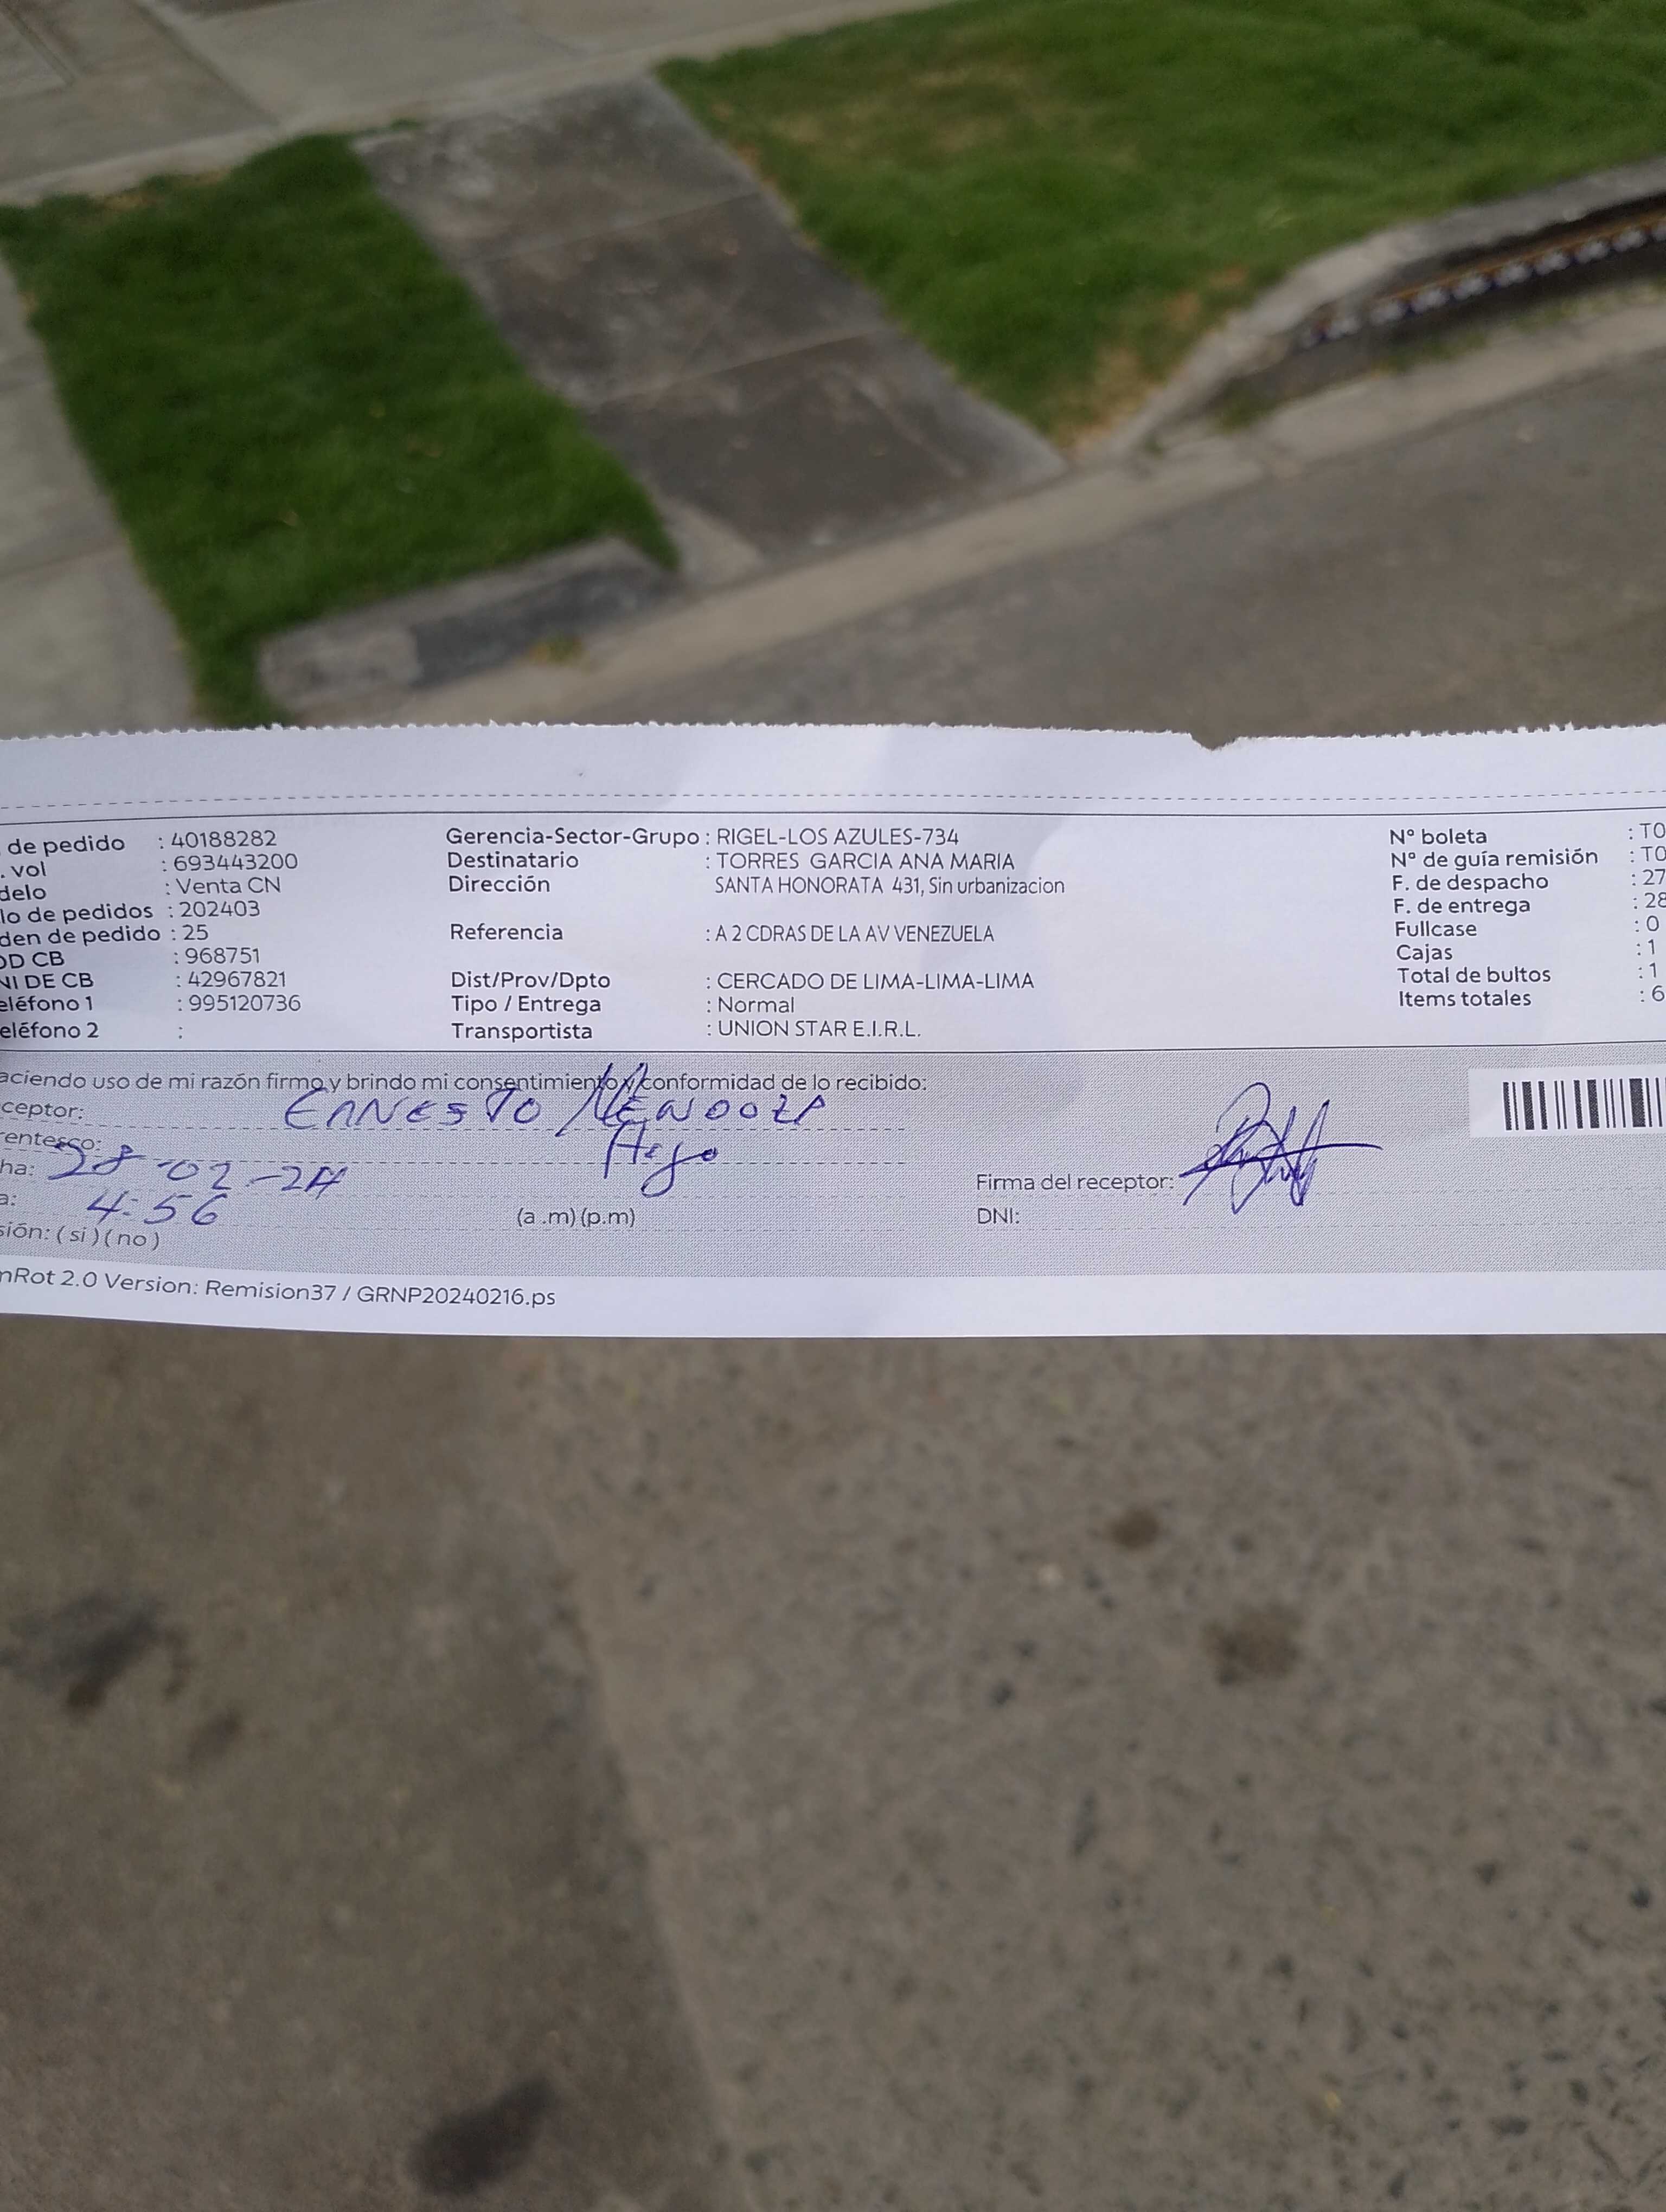 de pedido : 40188282 Gerencia-Sector-Grupo : RIGEL-LOS AZULES-734 N° boleta : T0
. vol : 693443200 Destinatario : TORRES GARCIA ANA MARIA N° de guía remisión : T0
delo : Venta CN Dirección SANTA HONORATA 431, Sin urbanizacion F. de despacho : 27
lo de pedidos : 202403 F. de entrega : 28
den de pedido : 25 Referencia : A 2 CDRAS DE LA AV VENEZUELA Fullcase : 0
OD CB : 968751 Cajas : 1
NI DE CB : 42967821 Dist/Prov/Dpto : CERCADO DE LIMA-LIMA-LIMA Total de bultos : 1
eléfono 1 : 995120736 Tipo / Entrega : Normal Items totales : 6
eléfono 2 : Transportista : UNION STAR E.I.R.L.
aciendo uso de mi razón firmo y brindo mi consentimiento y conformidad de lo recibido:
ceptor: ERNESTO MENDOZA
rentesco: Hijo
ha: 28-02-24 Firma del receptor:
a: 4:56 (a .m) (p.m) DNI:
sión: ( si ) ( no )
nRot 2.0 Version: Remision37 / GRNP20240216.ps